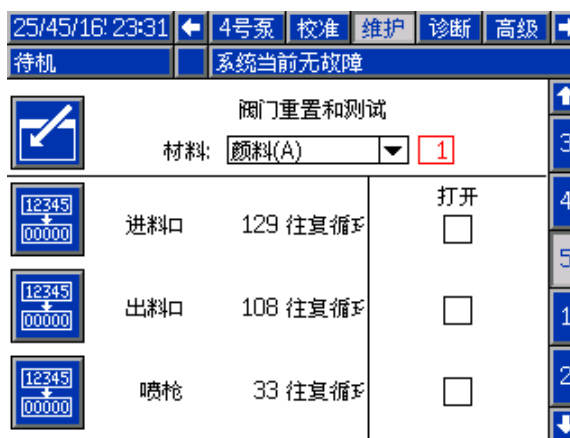 25/45/16 23:31 4号泵 校准 维护 诊断 高级
待机 系统当前无故障
阀门重置和测试
材料: 颜料(A) 1
打开
12345 00000 进料口 129 往复循环
12345 00000 出料口 108 往复循环
12345 00000 喷枪 33 往复循环
3
4
5
1
2